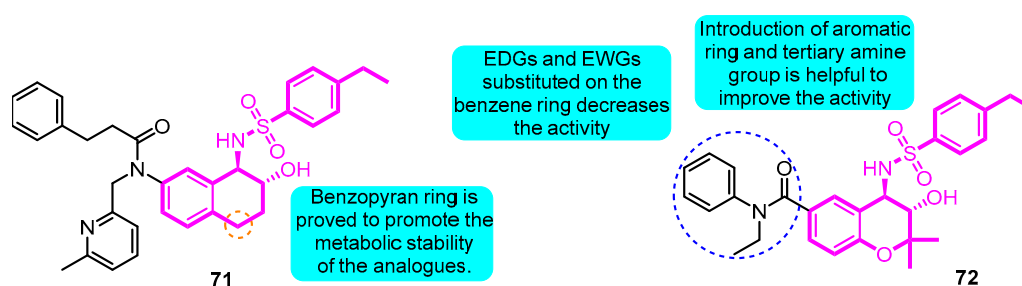 EDGs and EWGs
substituted on the
benzene ring decreases
the activity
Introduction of aromatic
ring and tertiary amine
group is helpful to
improve the activity
Benzopyran ring is
proved to promote the
metabolic stability
of the analogues.
O
N
N
HN
S
O
O
OH
71
O
N
HN
S
O
O
OH
O
72